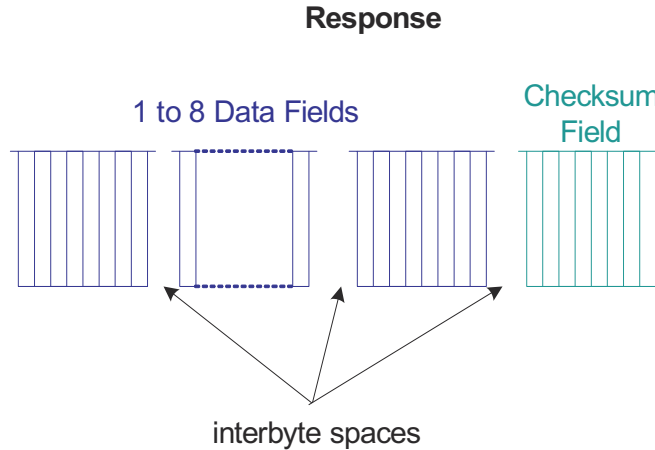 Response
1 to 8 Data Fields
Checksum
Field
interbyte spaces